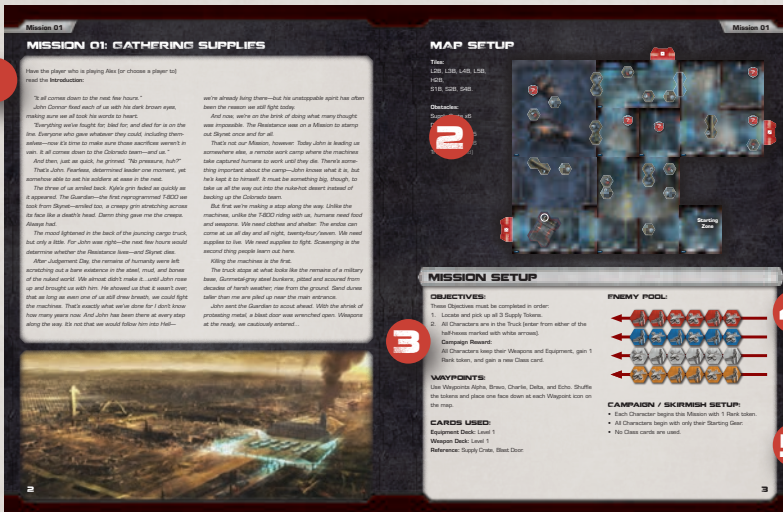 Mission 01
MISSION 01: GATHERING SUPPLIES
Have the player who is playing Alex (or choose a player to)
read the Introduction:
"It all comes down to the next few hours."
John Connor fixed each of us with his dark brown eyes,
making sure we all took his words to heart.
"Everything we've fought for, bled for, and died for is on the
line. Everyone who gave whatever they could, including them-
selves—now it's time to make sure those sacrifices weren't in
vain. It all comes down to the Colorado team—and us."
And then, just as quick, he grinned. "No pressure, huh?"
That's John. Fearless, determined leader one moment, yet
somehow able to set his soldiers at ease in the next.
The three of us smiled back. Kyle's grin faded as quickly as
it appeared. The Guardian—the first reprogrammed T-800 we
took from Skynet—smiled too, a creepy grin stretching across
its face like a death's head. Damn thing gave me the creeps.
Always had.
The mood lightened in the back of the jouncing cargo truck,
but only a little. For John was right—the next few hours would
determine whether the Resistance lives—and Skynet dies.
After Judgement Day, the remains of humanity were left
scratching out a bare existence in the steel, mud, and bones
of the nuked world. We almost didn't make it...until John rose
up and brought us with him. He showed us that it wasn't over,
that as long as even one of us still drew breath, we could fight
the machines. That's exactly what we've done for I don't know
how many years now. And John has been there at every step
along the way. It's not that we would follow him into Hell—
we're already living there—but his unstoppable spirit has often
been the reason we still fight today.
And now, we're on the brink of doing what many thought
was impossible. The Resistance was on a Mission to stamp
out Skynet once and for all.
That's not our Mission, however. Today John is leading us
somewhere else, a remote work camp where the machines
take captured humans to work until they die. There's some-
thing important about the camp—John knows what it is, but
he's kept it to himself. It must be something big, though, to
take us all the way out into the nuke-hot desert instead of
backing up the Colorado team.
But first we're making a stop along the way. Unlike the
machines, unlike the T-800 riding with us, humans need food
and weapons. We need clothes and shelter. The endos can
come at us all day and all night, twenty-four/seven. We need
supplies to live. We need supplies to fight. Scavenging is the
second thing people learn to do.
Killing the machines is the first.
The truck stops at what looks like the remains of a military
base. Gunmetal-gray steel bunkers, pitted and scoured from
decades of harsh weather, rise from the ground. Sand dunes
taller than me are piled up near the main entrance.
John sent the Guardian to scout ahead. With the shriek of
protesting metal, a blast door was wrenched open. Weapons
at the ready, we cautiously entered...
2
Mission 01
MAP SETUP
Tiles:
L2B, L3B, L4B, L5B,
H2B,
S1B, S2B, S4B
Obstacles:
2
Starting
Zone
MISSION SETUP
3
OBJECTIVES:
These Objectives must be completed in order:
1. Locate and pick up all 3 Supply Tokens.
2. All Characters are in the Truck (enter from either of the
half-hexes marked with white arrows).
Campaign Reward:
All Characters keep their Weapons and Equipment, gain 1
Rank token, and gain a new Class card.
WAYPOINTS:
Use Waypoints Alpha, Bravo, Charlie, Delta, and Echo. Shuffle
the tokens and place one face down at each Waypoint icon on
the map.
CARDS USED:
Equipment Deck: Level 1
Weapon Deck: Level 1
Reference: Supply Crate, Blast Door
ENEMY POOL:
CAMPAIGN / SKIRMISH SETUP:
• Each Character begins this Mission with 1 Rank token.
• All Characters begin with only their Starting Gear.
• No Class cards are used.
3